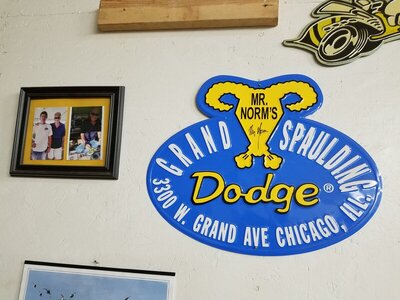 MR.
NORM'S
GRAND SPAULDING
Dodge®
3300 W. GRAND AVE CHICAGO, ILL.